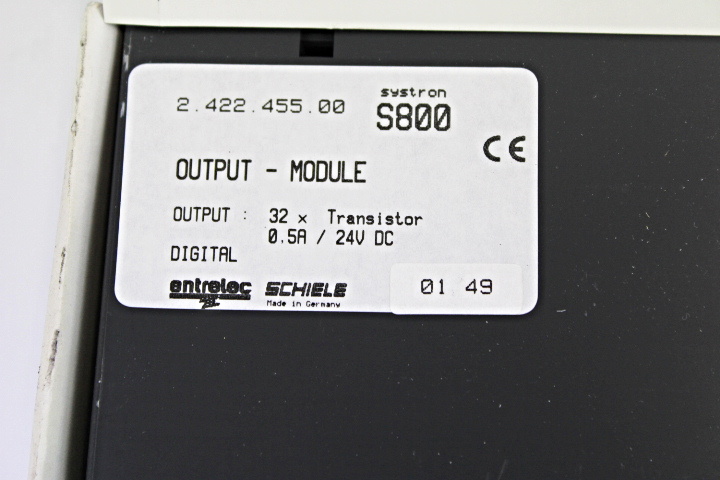 2.422.455.00
systron
S800
CE
OUTPUT - MODULE
OUTPUT : 32 x Transistor
0.5A / 24V DC
DIGITAL
entrelec SCHIELE
Made in Germany
01 49